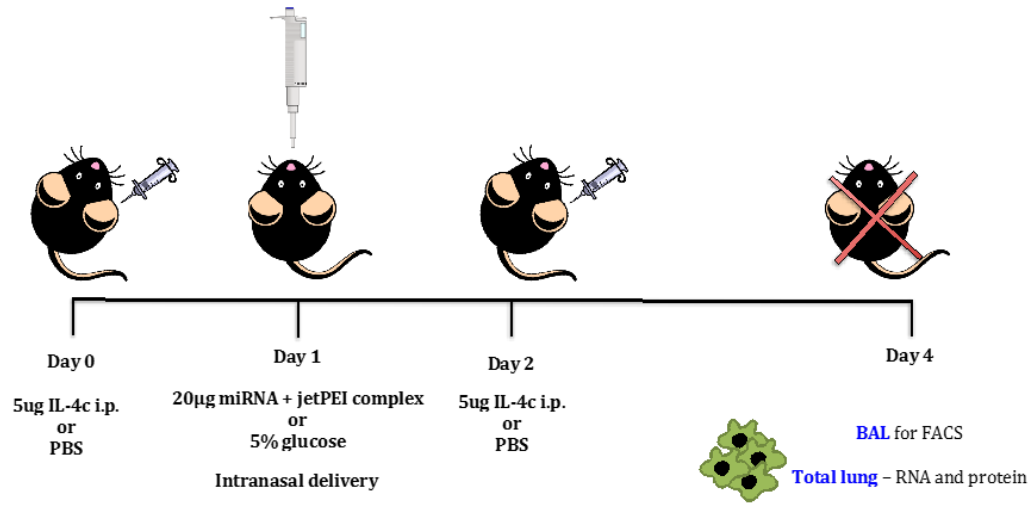 Day 0
5ug IL-4c i.p.
or
PBS
Day 1
20µg miRNA + jetPEI complex
or
5% glucose
Intranasal delivery
Day 2
5ug IL-4c i.p.
or
PBS
Day 4
BAL for FACS
Total lung – RNA and protein